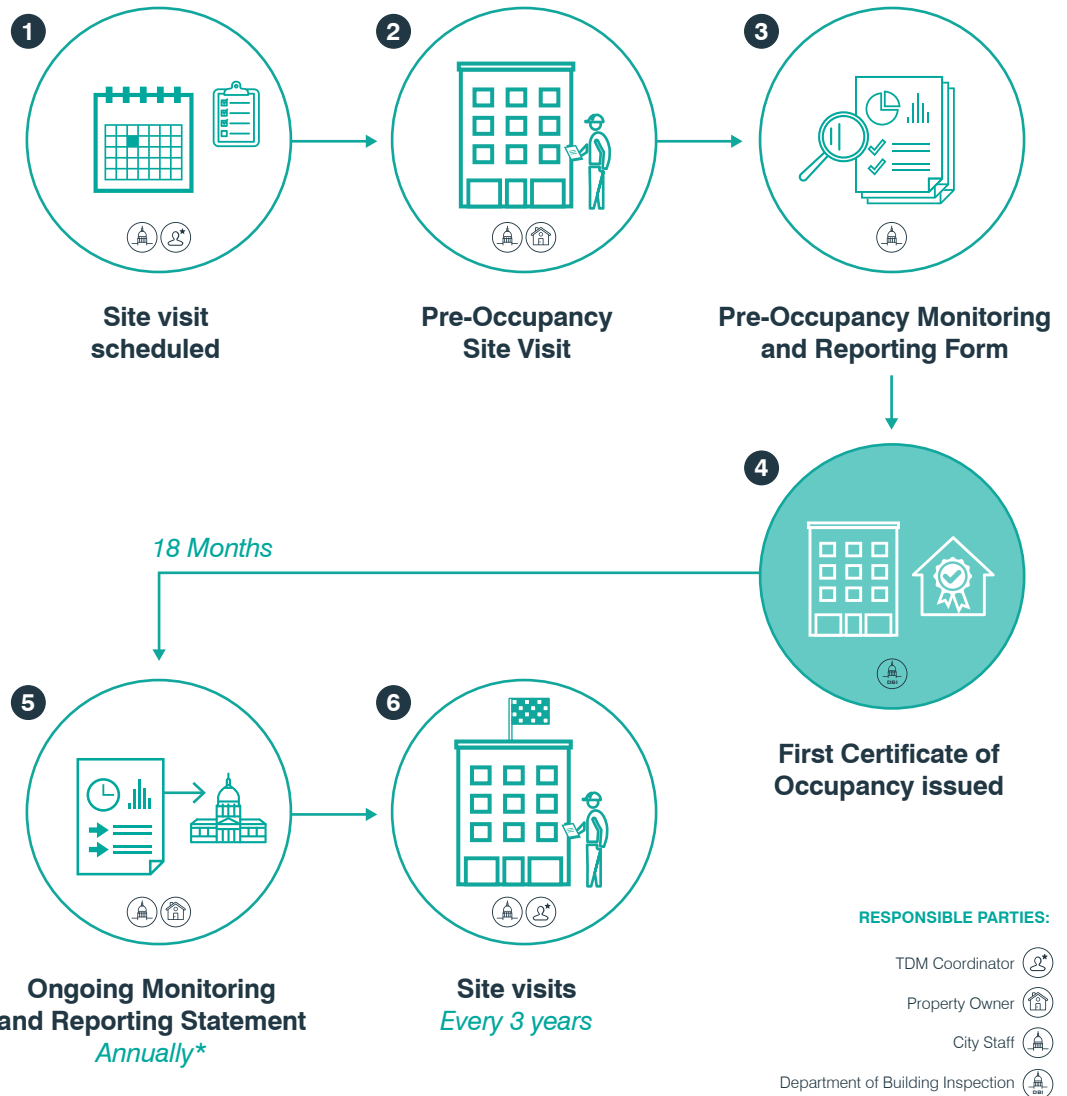 1
2
3
Site visit
scheduled
Pre-Occupancy
Site Visit
Pre-Occupancy Monitoring
and Reporting Form
4
18 Months
First Certificate of
Occupancy issued
5
6
Ongoing Monitoring
and Reporting Statement
Annually*
Site visits
Every 3 years
RESPONSIBLE PARTIES:
TDM Coordinator
Property Owner
City Staff
Department of Building Inspection
DBI
DBI